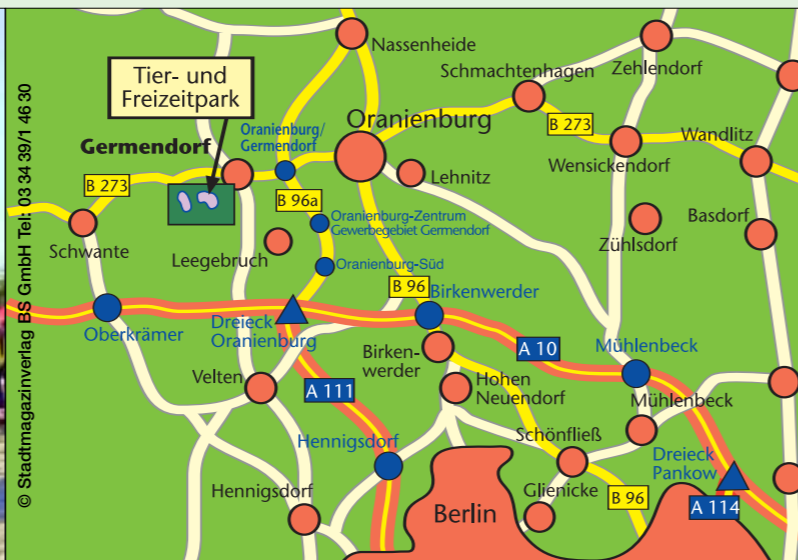 © Stadtmagazinverlag BS GmbH Tel: 03 34 39/1 46 30
Nassenheide
Tier- und
Freizeitpark
Schmachtenhagen
Zehlendorf
Oranienburg
B 273
Wandlitz
Germendorf
Oranienburg/
Germendorf
Wensickendorf
Lehnitz
B 273
B 96a
Oranienburg-Zentrum
Gewerbegebiet Germendorf
Schwante
Leegebruch
Zühlsdorf
Basdorf
Oranienburg-Süd
B 96
Birkenwerder
Oberkrämer
Dreieck
Oranienburg
Birken-
werder
A 10
Mühlenbeck
Velten
A 111
Hohen
Neuendorf
Mühlenbeck
Hennigsdorf
Schönfließ
Dreieck
Pankow
Hennigsdorf
Berlin
Glienicke
B 96
A 114